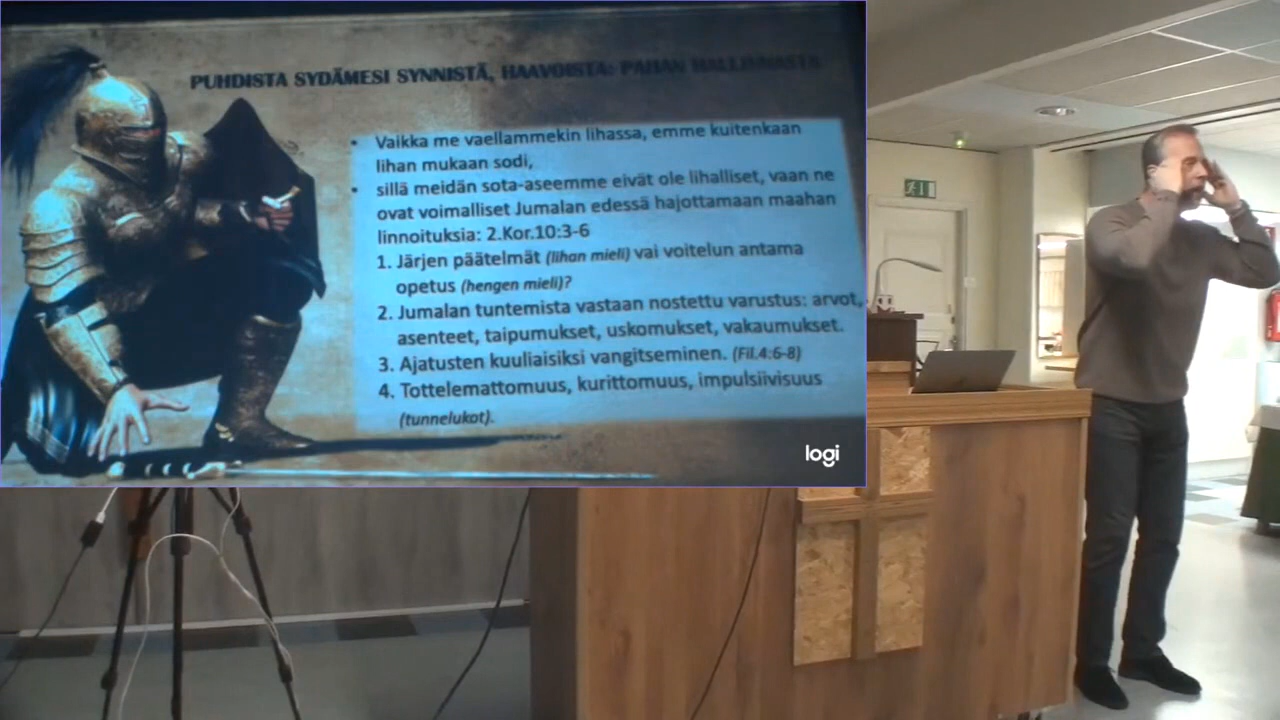 PUHDISTA SYDÄMESI SYNNISTÄ, HAAVOISTA: PAHAN HALLINNASTA
• Vaikka me vaellammekin lihassa, emme kuitenkaan
lihan mukaan sodi,
• sillä meidän sota-aseemme eivät ole lihalliset, vaan ne
ovat voimalliset Jumalan edessä hajottamaan maahan
linnoituksia: 2.Kor.10:3-6
1. Järjen päätelmät (lihan mieli) vai voitelun antama
opetus (hengen mieli)?
2. Jumalan tuntemista vastaan nostettu varustus: arvot,
asenteet, taipumukset, uskomukset, vakaumukset.
3. Ajatusten kuuliaisiksi vangitseminen. (Fil.4:6-8)
4. Tottelemattomuus, kurittomuus, impulsiivisuus
(tunnelukot).
logi